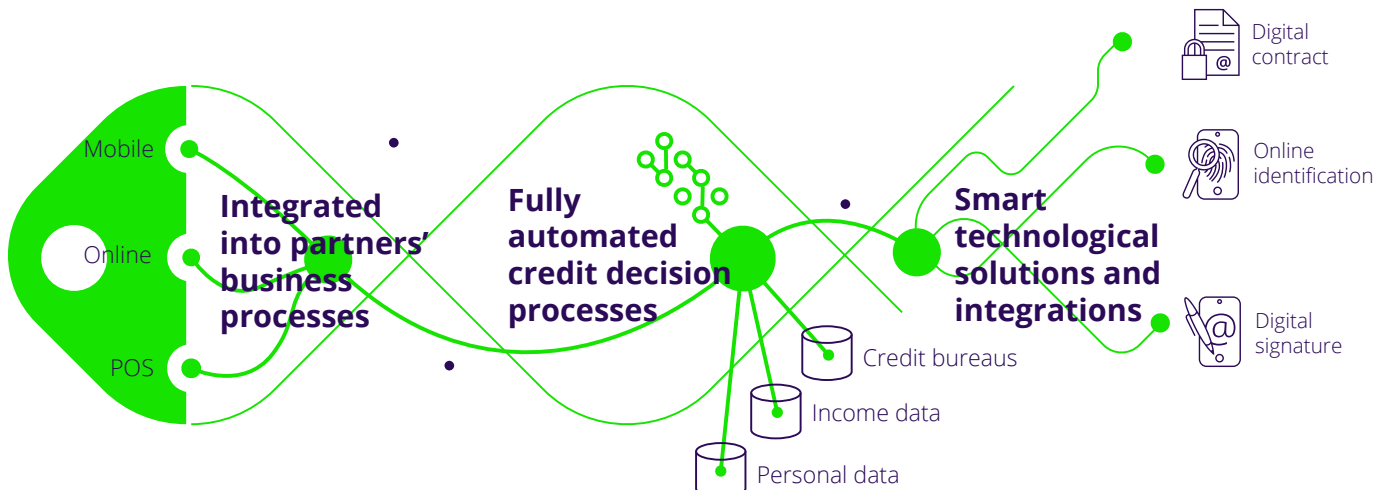 Mobile
Online
POS
Integrated
into partners’
business
processes
Fully
automated
credit decision
processes
Credit bureaus
Income data
Personal data
Smart
technological
solutions and
integrations
@
Digital
contract
Online
identification
@
Digital
signature